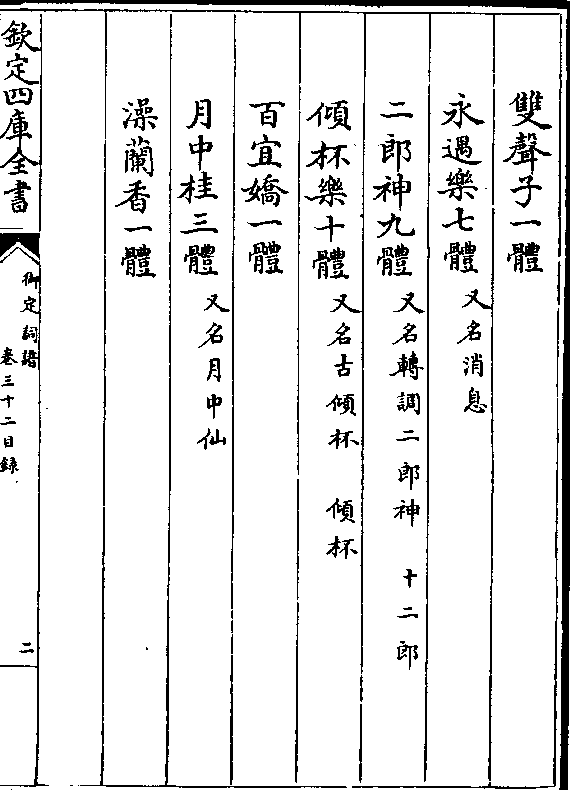 雙聲子一體
永遇樂七體 又名消息
二郎神九體 又名轉調二郎神 十二郎
傾杯樂十體 又名古傾杯 傾杯
百宜嬌一體
月中桂三體 又名月中仙
澡蘭香一體
欽定四庫全書
御定詞譜
卷三十二目録
二